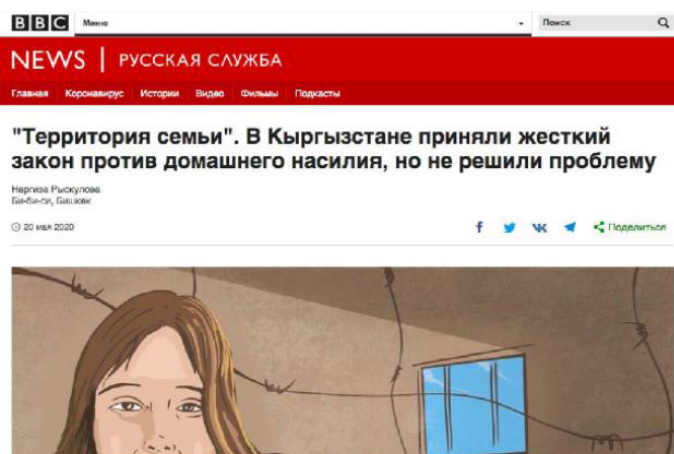 BBC Меню Поиск
NEWS | РУССКАЯ СЛУЖБА
Главная Коронавирус Истории Видео Фильмы Подкасты
"Территория семьи". В Кыргызстане приняли жесткий
закон против домашнего насилия, но не решили проблему
Наргиза Рыскулова
Би-би-си, Бишкек
20 мая 2020 Поделиться